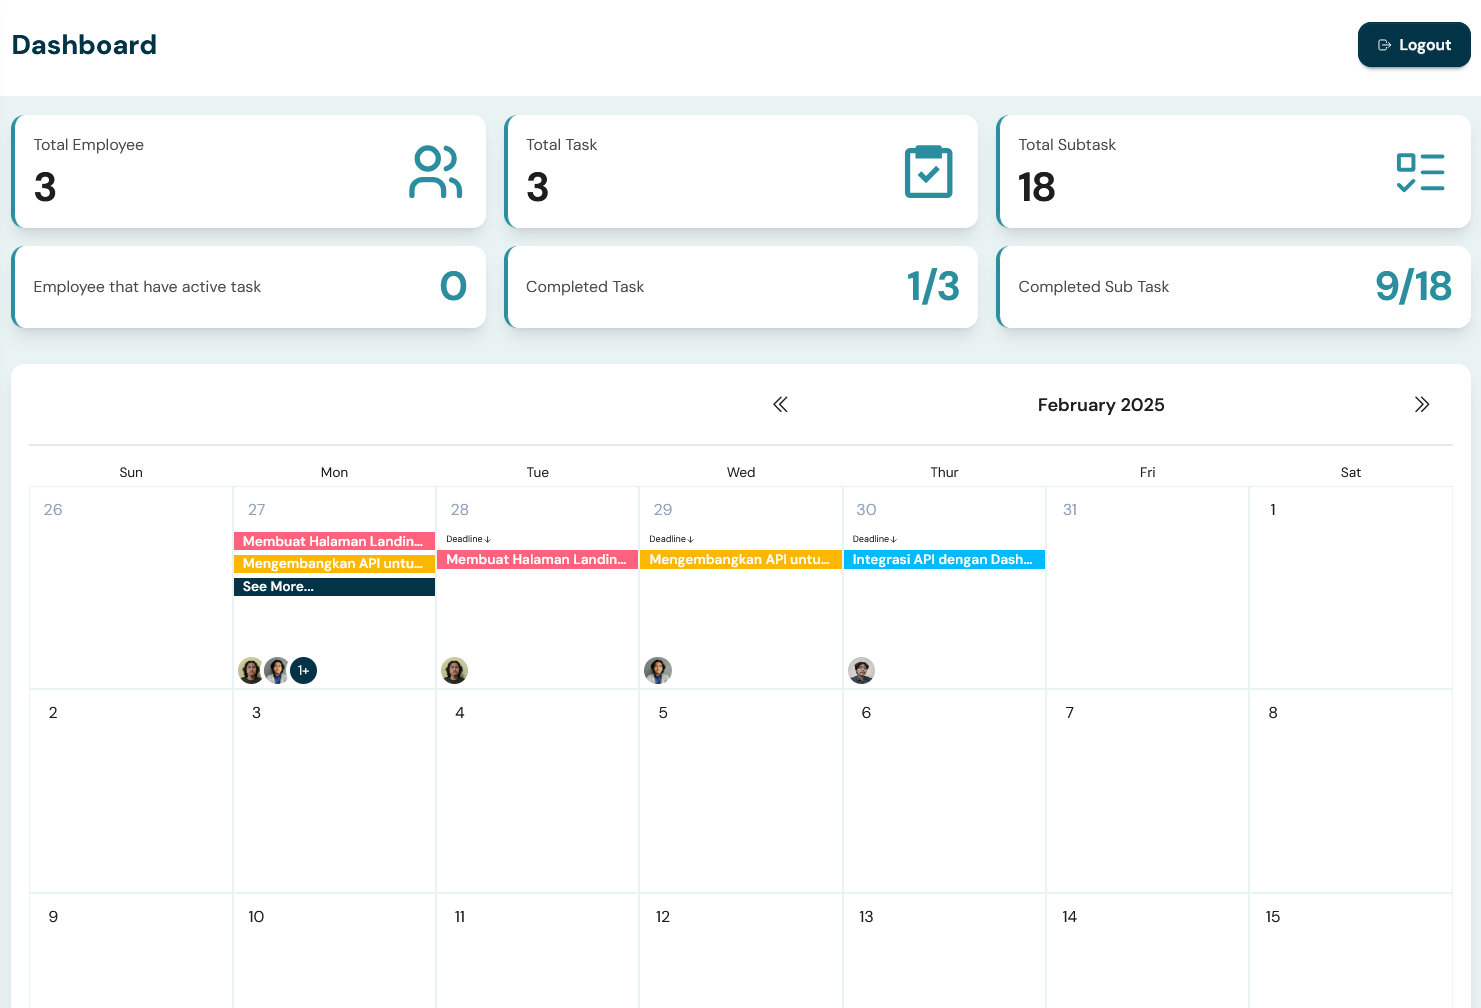 Dashboard
Logout
Total Employee
3
Total Task
3
Total Subtask
18
Employee that have active task
0
Completed Task
1/3
Completed Sub Task
9/18
February 2025
Sun Mon Tue Wed Thur Fri Sat
26 27 28 29 30 31 1
Membuat Halaman Landin...
Mengembangkan API untu...
See More...
1+
Deadline ↓
Membuat Halaman Landin...
Deadline ↓
Mengembangkan API untu...
Deadline ↓
Integrasi API dengan Dash...
2 3 4 5 6 7 8
9 10 11 12 13 14 15